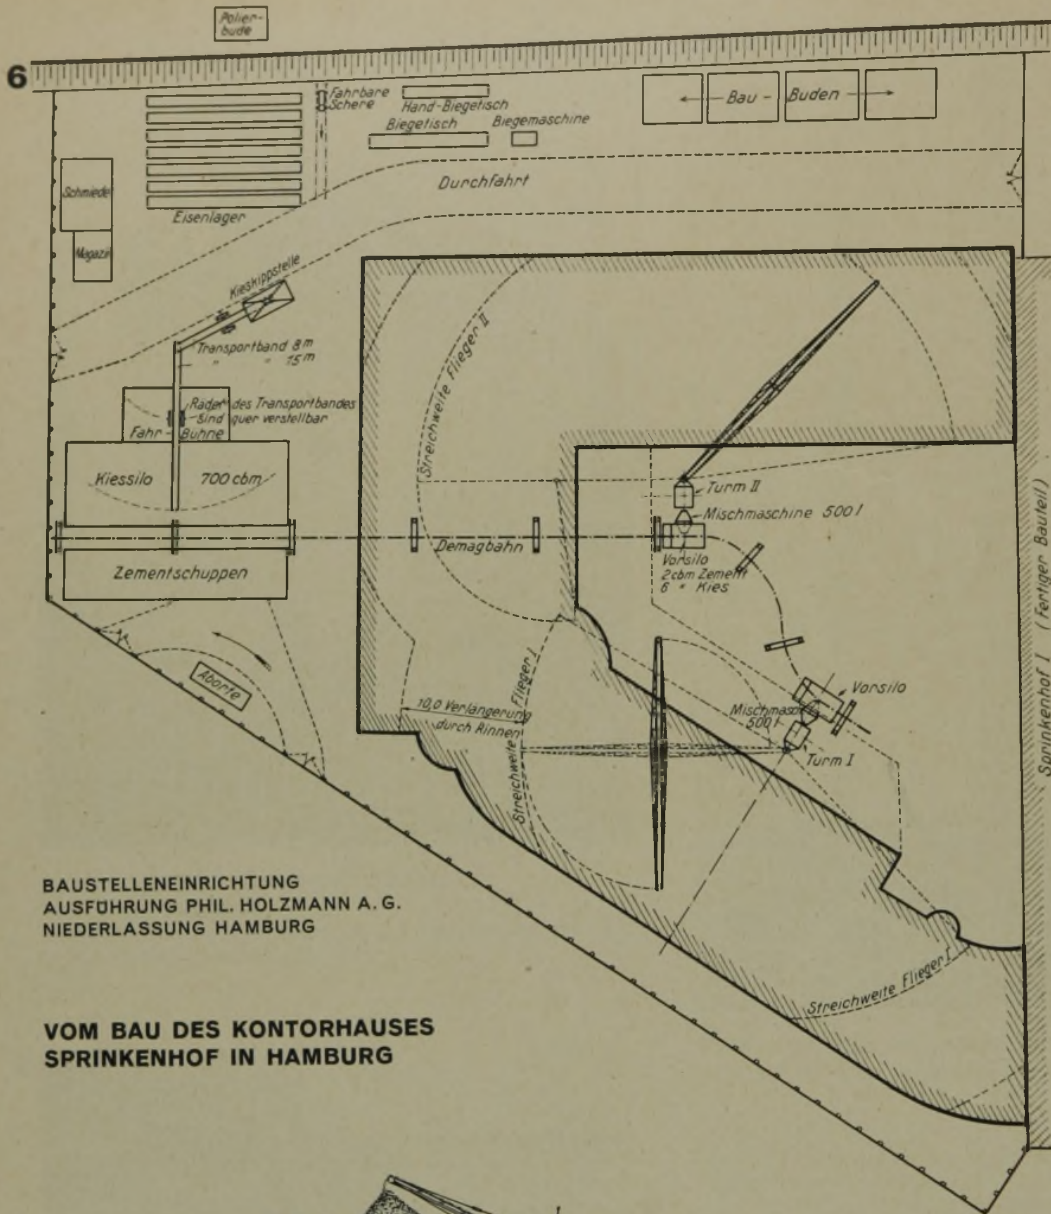 Polier-
bude
6
Fahrbare
Schere
Hand-Biegetisch
Biegetisch
Biegemaschine
Bau - Buden
Schmiede
Magazin
Eisenlager
Durchfahrt
Kieskippstelle
Transportband 8m
" " 15m
Räder des Transportbandes
sind quer verstellbar
Fahr - Bühne
Kiessilo 700 cbm
Zementschuppen
Demagbahn
Streichweite Flieger II
Turm II
Mischmaschine 500 l
Vorsilo
2cbm Zement
6 " Kies
Sprinkenhof I (Fertiger Bauteil)
Aborte
10,0 Verlängerung
durch Rinnen
Streichweite Flieger I
Vorsilo
Mischmasch
500 l
Turm I
Streichweite Flieger I
BAUSTELLENEINRICHTUNG
AUSFÜHRUNG PHIL. HOLZMANN A. G.
NIEDERLASSUNG HAMBURG
VOM BAU DES KONTORHAUSES
SPRINKENHOF IN HAMBURG